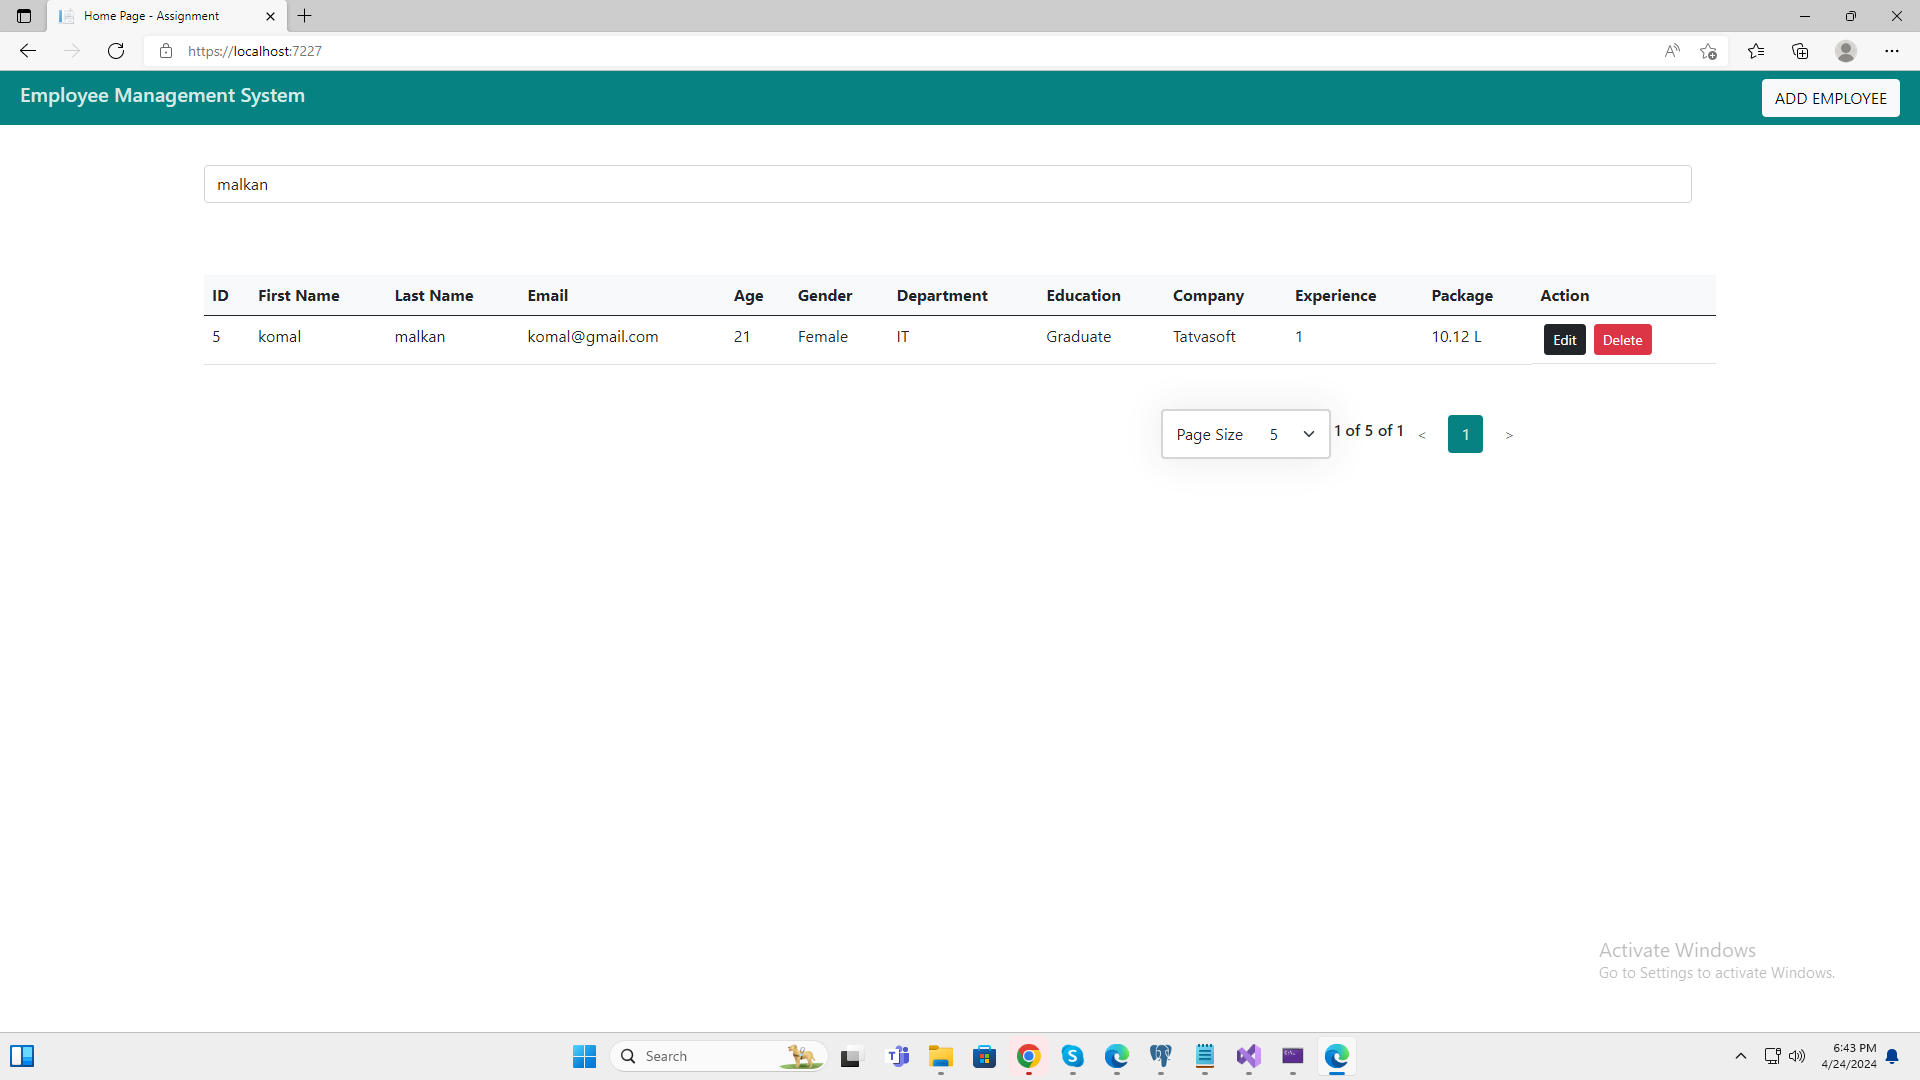 Home Page - Assignment
https://localhost:7227
Employee Management System
ADD EMPLOYEE
malkan
ID First Name Last Name Email Age Gender Department Education Company Experience Package Action
5 komal malkan komal@gmail.com 21 Female IT Graduate Tatvasoft 1 10.12 L Edit Delete
Page Size 5 1 of 5 of 1 < 1 >
Activate Windows
Go to Settings to activate Windows.
Search
6:43 PM
4/24/2024